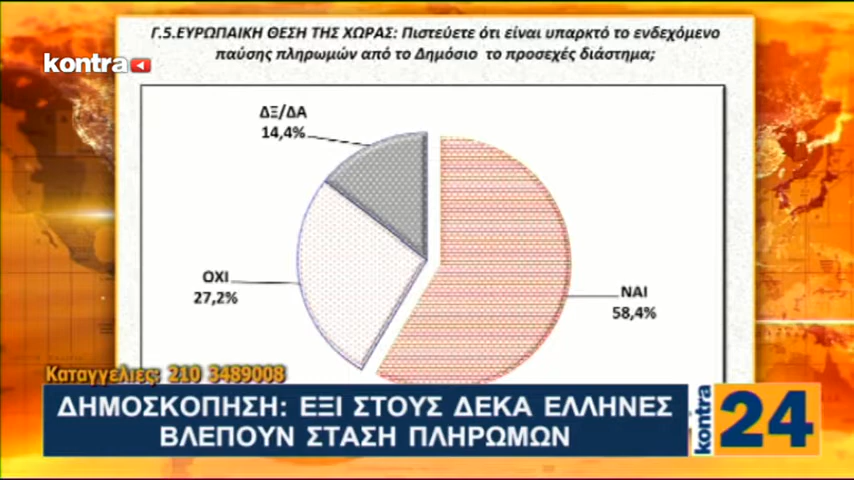 Γ.5.ΕΥΡΩΠΑΙΚΗ ΘΕΣΗ ΤΗΣ ΧΩΡΑΣ: Πιστεύετε ότι είναι υπαρκτό το ενδεχόμενο
παύσης πληρωμών από το Δημόσιο το προσεχές διάστημα;
kontra
ΔΞ/ΔΑ
14,4%
ΟΧΙ
27,2%
ΝΑΙ
58,4%
Καταγγελίες: 210 3489008
ΔΗΜΟΣΚΟΠΗΣΗ: ΕΞΙ ΣΤΟΥΣ ΔΕΚΑ ΕΛΛΗΝΕΣ
ΒΛΕΠΟΥΝ ΣΤΑΣΗ ΠΛΗΡΩΜΩΝ
kontra
24